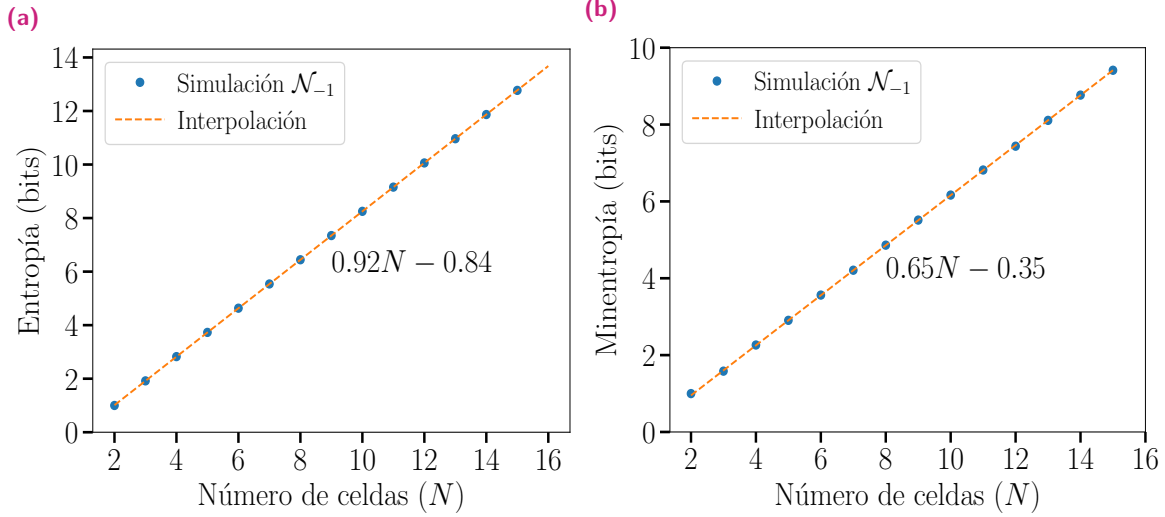 (a)
14
12
10
8
6
4
2
0
Entropía (bits)
Simulación 𝒩₋₁
Interpolación
0.92N − 0.84
2 4 6 8 10 12 14 16
Número de celdas (N)
(b)
10
8
6
4
2
0
Minentropía (bits)
Simulación 𝒩₋₁
Interpolación
0.65N − 0.35
2 4 6 8 10 12 14 16
Número de celdas (N)